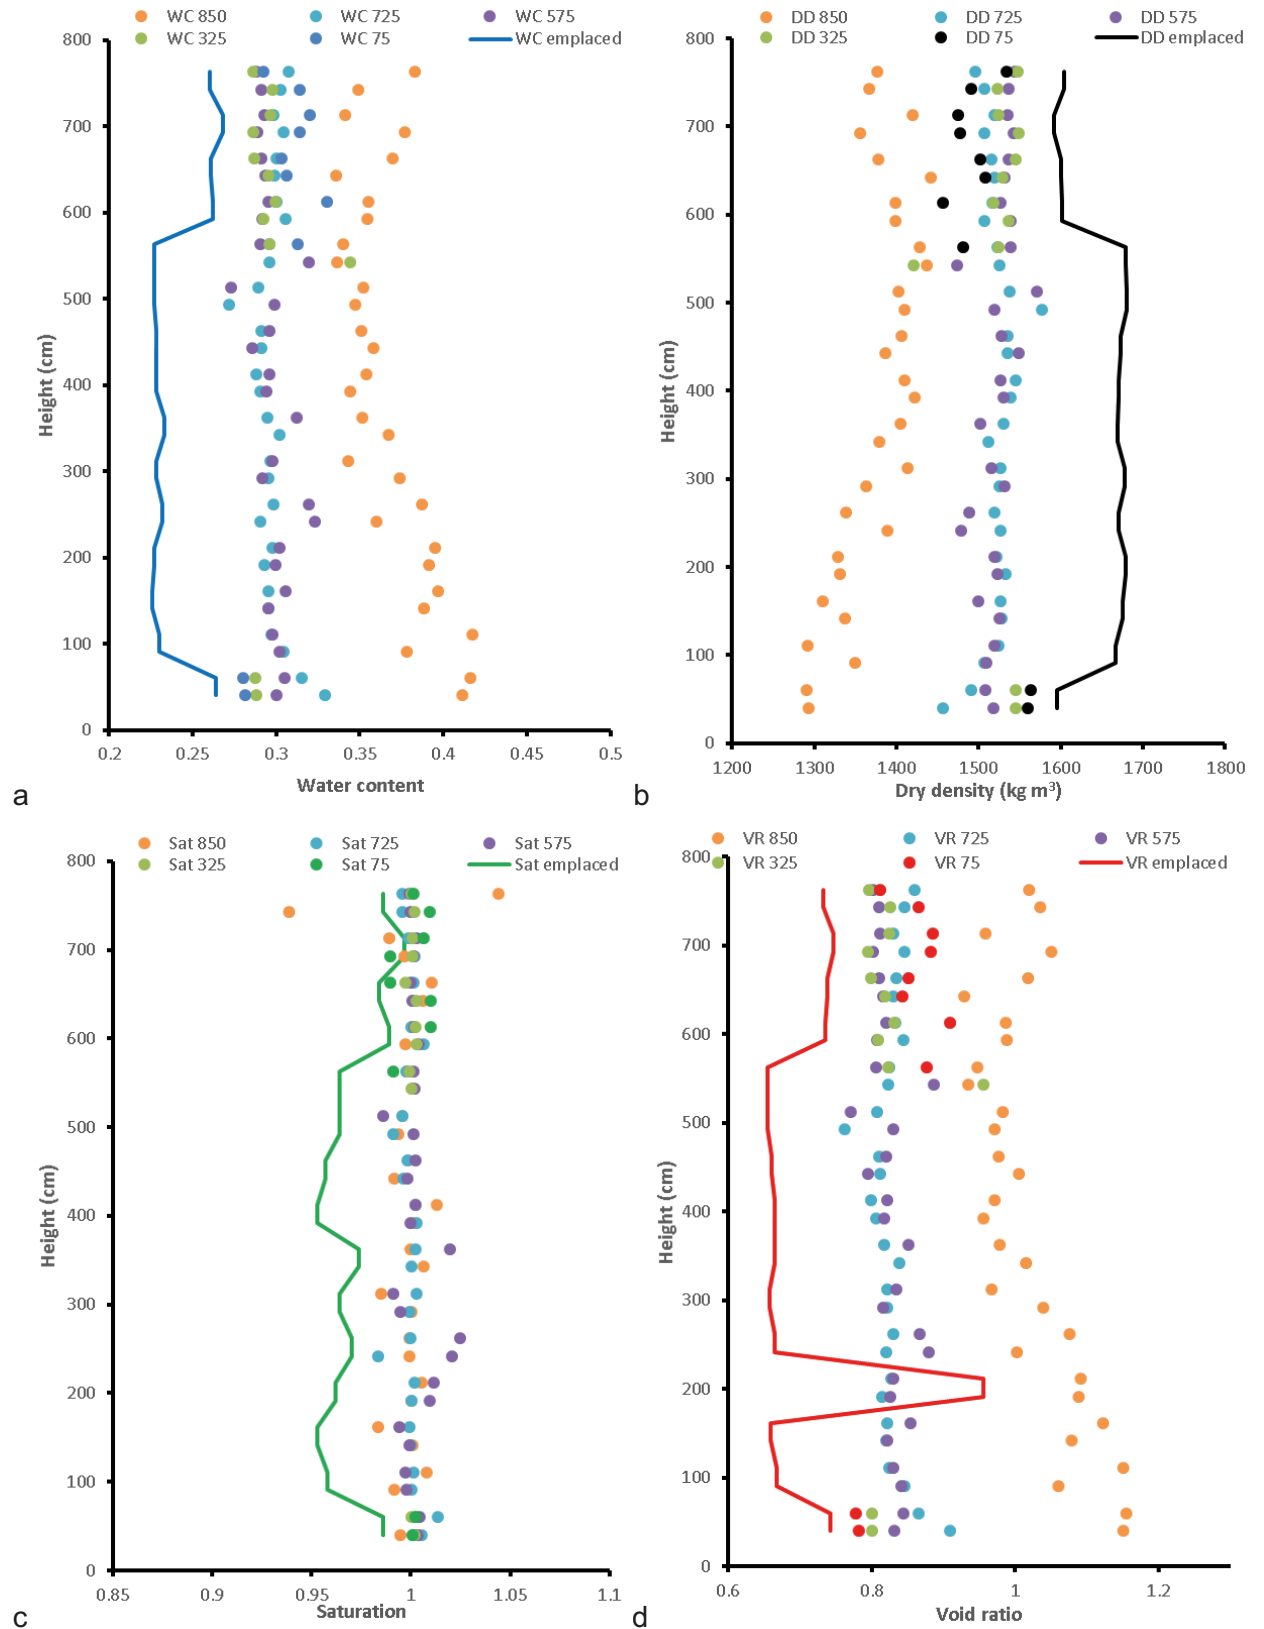 WC 850 WC 725 WC 575
WC 325 WC 75 WC emplaced
800
700
600
500
400
300
200
100
0
Height (cm)
0.2 0.25 0.3 0.35 0.4 0.45 0.5
Water content
a
DD 850 DD 725 DD 575
DD 325 DD 75 DD emplaced
800
700
600
500
400
300
200
100
0
Height (cm)
1200 1300 1400 1500 1600 1700 1800
Dry density (kg m³)
b
Sat 850 Sat 725 Sat 575
Sat 325 Sat 75 Sat emplaced
800
700
600
500
400
300
200
100
0
Height (cm)
0.85 0.9 0.95 1 1.05 1.1
Saturation
c
VR 850 VR 725 VR 575
VR 325 VR 75 VR emplaced
800
700
600
500
400
300
200
100
0
Height (cm)
0.6 0.8 1 1.2
Void ratio
d